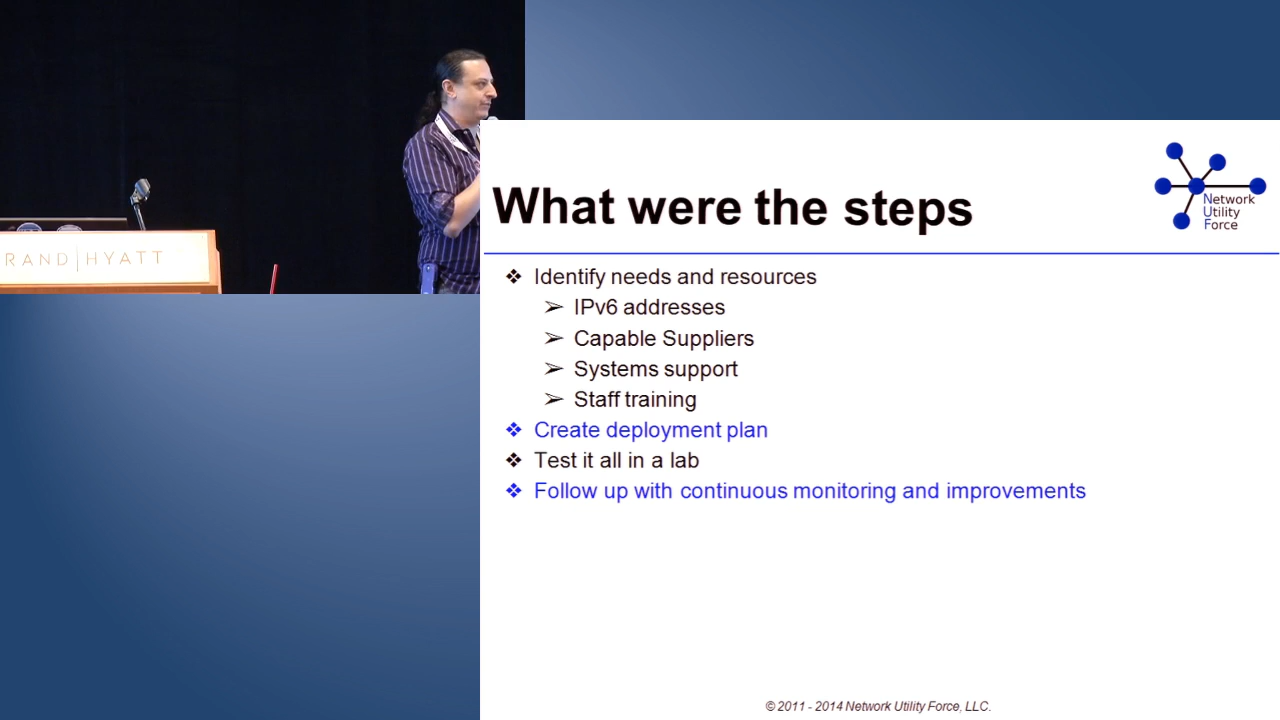 RAND HYATT
What were the steps
Network
Utility
Force
❖ Identify needs and resources
➢ IPv6 addresses
➢ Capable Suppliers
➢ Systems support
➢ Staff training
❖ Create deployment plan
❖ Test it all in a lab
❖ Follow up with continuous monitoring and improvements
© 2011 - 2014 Network Utility Force, LLC.